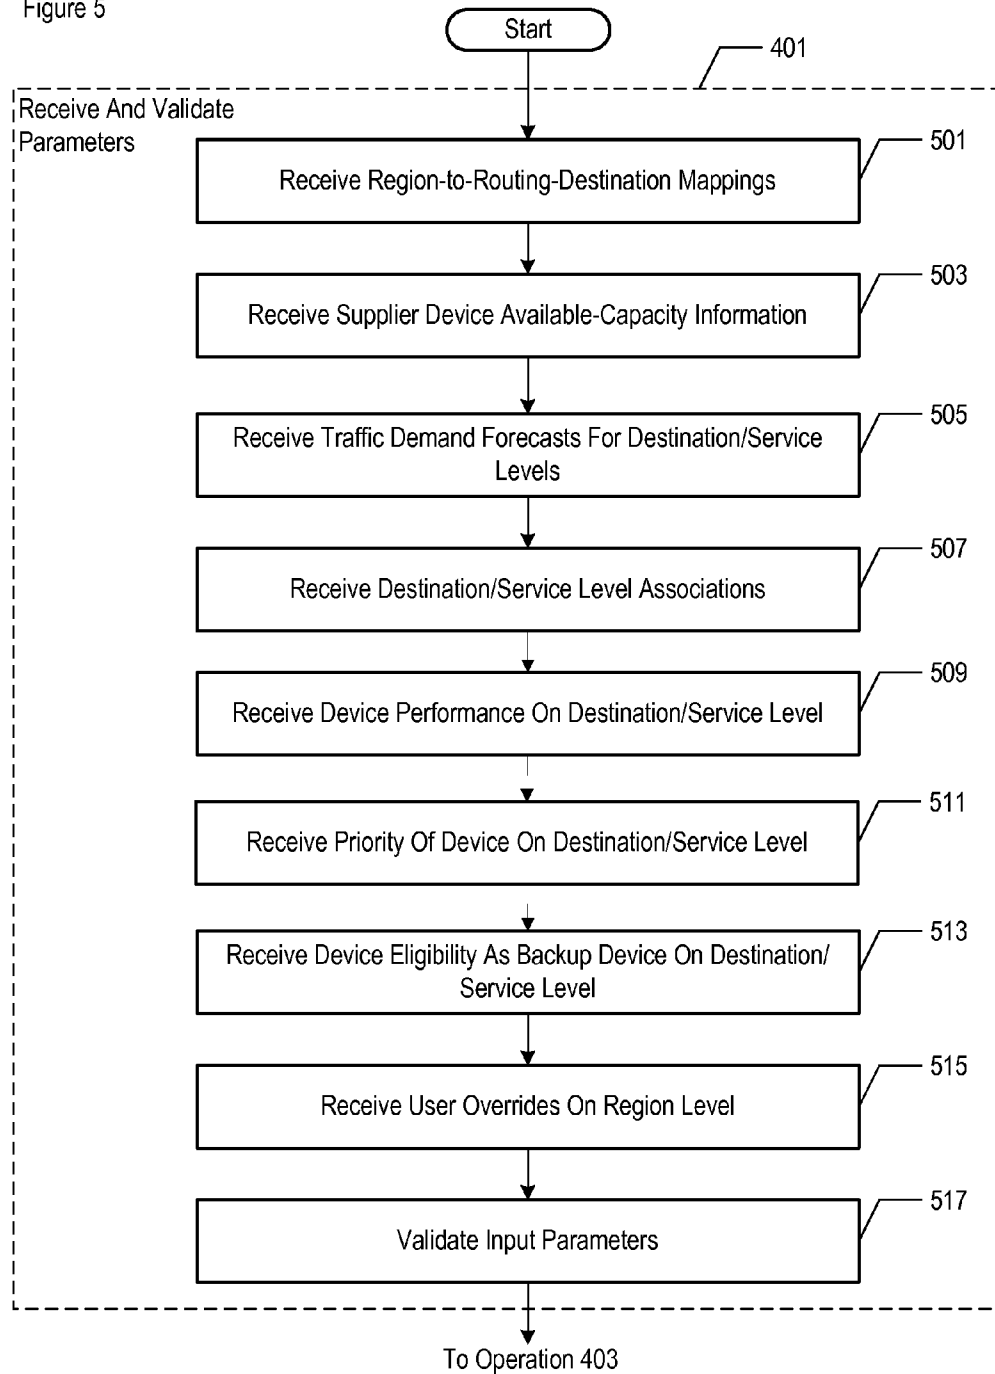 Figure 5
Start
401
Receive And Validate
Parameters
501
Receive Region-to-Routing-Destination Mappings
503
Receive Supplier Device Available-Capacity Information
505
Receive Traffic Demand Forecasts For Destination/Service
Levels
507
Receive Destination/Service Level Associations
509
Receive Device Performance On Destination/Service Level
511
Receive Priority Of Device On Destination/Service Level
513
Receive Device Eligibility As Backup Device On Destination/
Service Level
515
Receive User Overrides On Region Level
517
Validate Input Parameters
To Operation 403